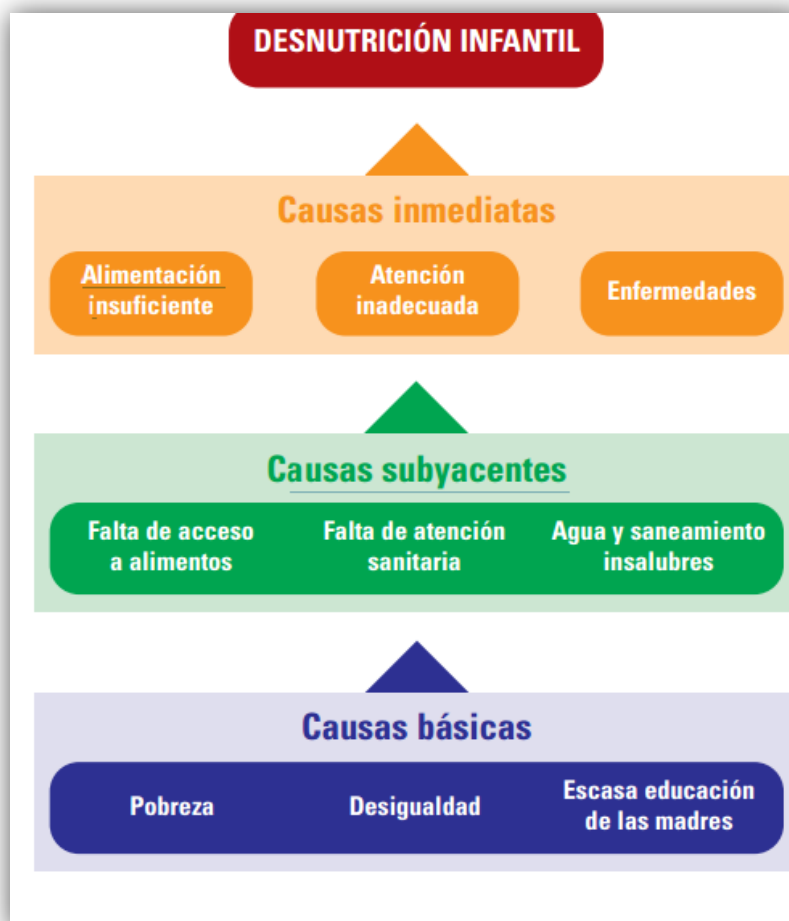 DESNUTRICIÓN INFANTIL
Causas inmediatas
Alimentación
insuficiente
Atención
inadecuada
Enfermedades
Causas subyacentes
Falta de acceso
a alimentos
Falta de atención
sanitaria
Agua y saneamiento
insalubres
Causas básicas
Pobreza
Desigualdad
Escasa educación
de las madres